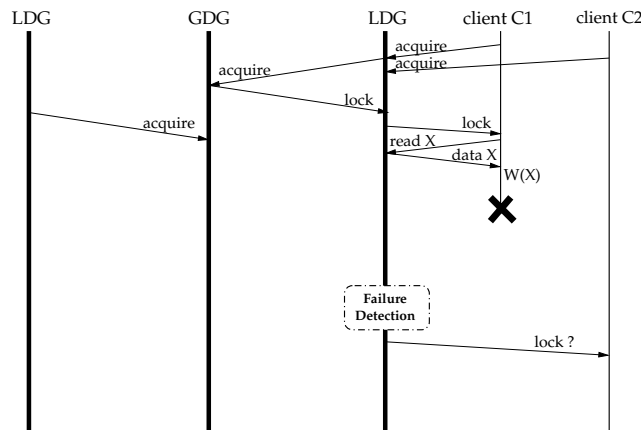 LDG GDG LDG client C1 client C2
acquire
acquire
acquire
lock
acquire
lock
read X
data X
W(X)
Failure
Detection
lock ?